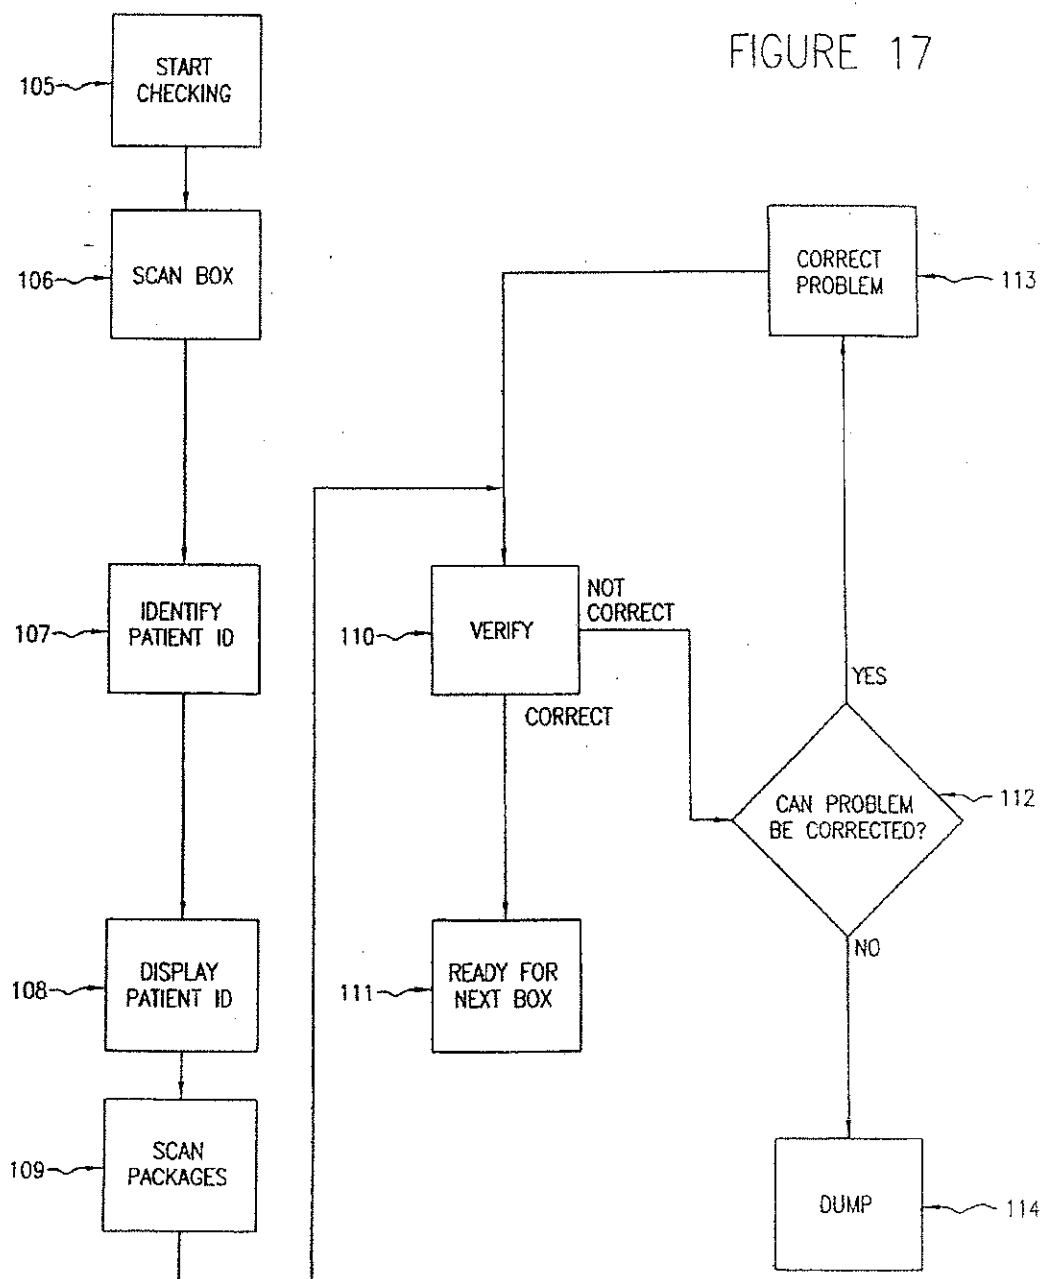 FIGURE 17
105
START
CHECKING
106
SCAN BOX
107
IDENTIFY
PATIENT ID
108
DISPLAY
PATIENT ID
109
SCAN
PACKAGES
110
VERIFY
NOT
CORRECT
CORRECT
111
READY FOR
NEXT BOX
CAN PROBLEM
BE CORRECTED?
112
YES
CORRECT
PROBLEM
113
NO
DUMP
114